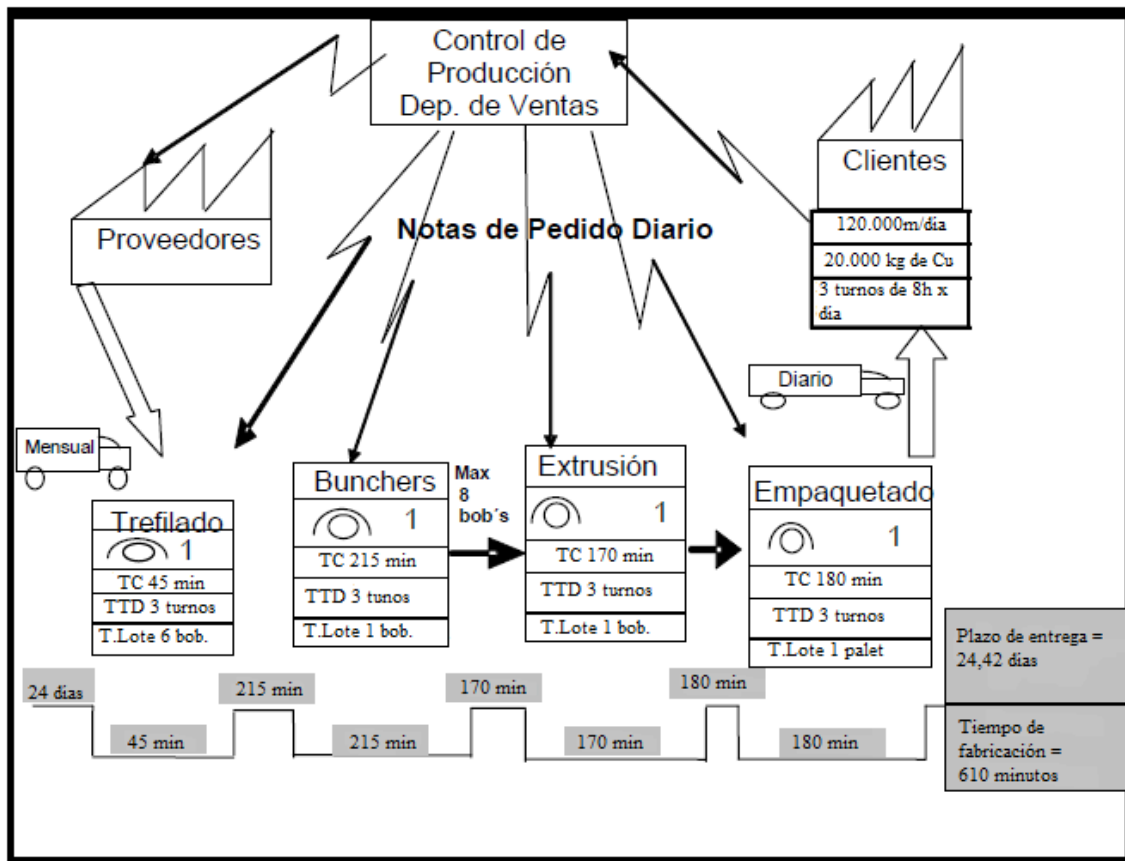 Control de
Producción
Dep. de Ventas
Clientes
120.000m/dia
20.000 kg de Cu
3 turnos de 8h x
dia
Proveedores
Notas de Pedido Diario
Diario
Mensual
Trefilado
1
TC 45 min
TTD 3 turnos
T.Lote 6 bob.
Bunchers
1
TC 215 min
TTD 3 tunos
T.Lote 1 bob.
Max
8
bob´s
Extrusión
1
TC 170 min
TTD 3 turnos
T.Lote 1 bob.
Empaquetado
1
TC 180 min
TTD 3 turnos
T.Lote 1 palet
24 dias
215 min
170 min
180 min
45 min
215 min
170 min
180 min
Plazo de entrega =
24,42 dias
Tiempo de
fabricación =
610 minutos